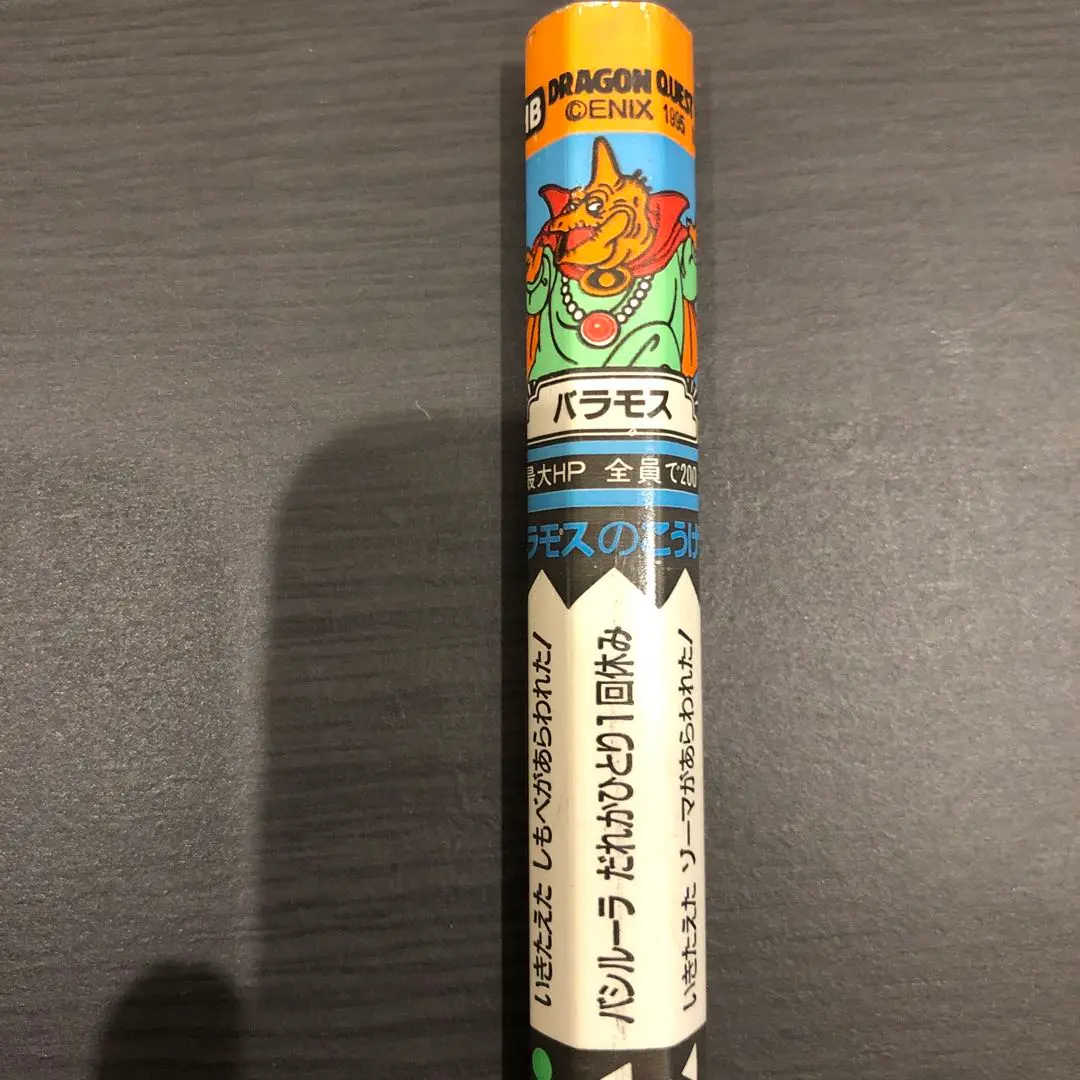 HB
DRAGON QUEST
©ENIX 1995
バラモス
最大HP 全員で200
ラモスのこうげ
いきたえた しもべがあらわれた!
バシルーラ だれかひとり1回休み
いきたえた ゾーマがあらわれた!